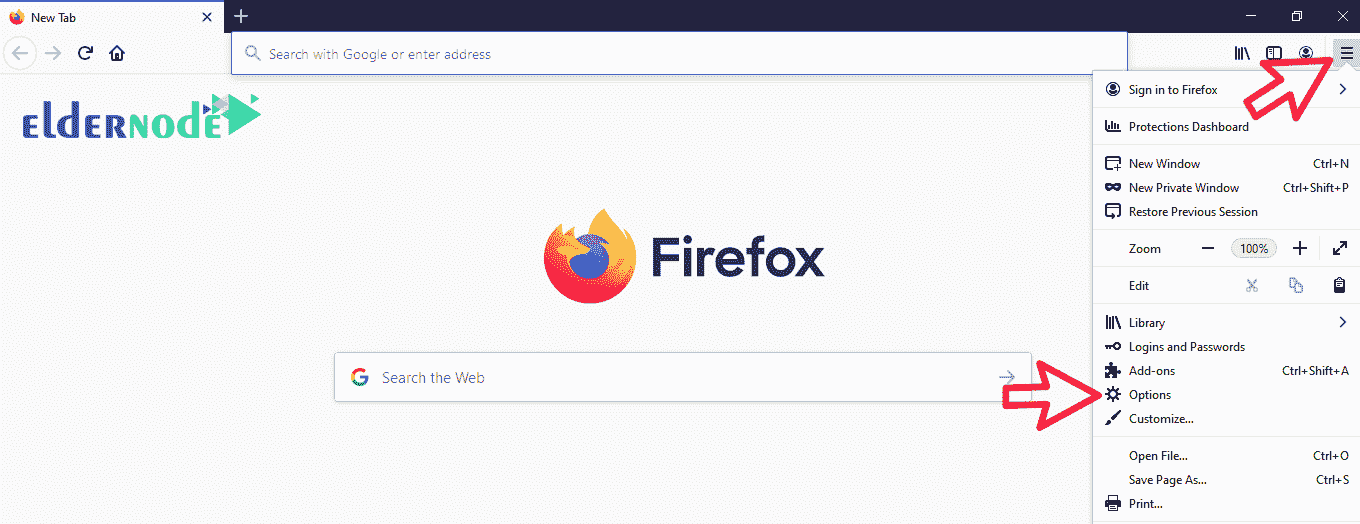 New Tab
Search with Google or enter address
eldernode
Sign in to Firefox
Protections Dashboard
New Window Ctrl+N
New Private Window Ctrl+Shift+P
Restore Previous Session
Zoom 100%
Edit
Firefox
Library
Logins and Passwords
Search the Web
Add-ons Ctrl+Shift+A
Options
Customize...
Open File... Ctrl+O
Save Page As... Ctrl+S
Print...